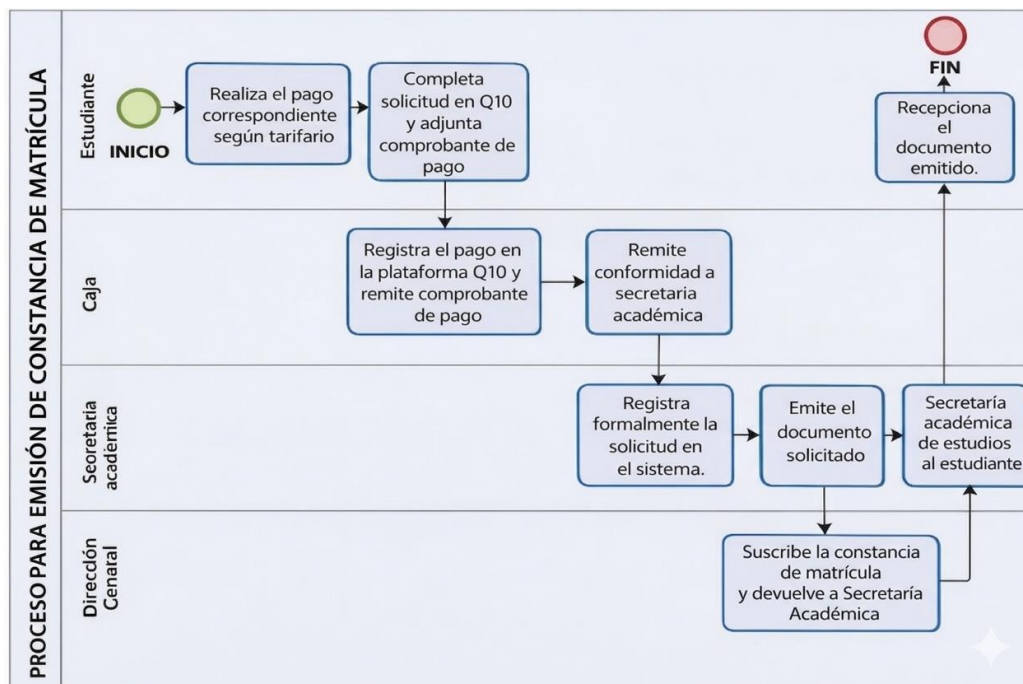 PROCESO PARA EMISIÓN DE CONSTANCIA DE MATRÍCULA
Estudiante
INICIO
Realiza el pago
correspondiente
según tarifario
Completa
solicitud en Q10
y adjunta
comprobante de
pago
FIN
Recepciona
el
documento
emitido.
Caja
Registra el pago en
la plataforma Q10 y
remite comprobante
de pago
Remite
conformidad a
secretaria
académica
Seoretaria
académica
Registra
formalmente la
solicitud en
el sistema.
Emite el
documento
solicitado
Secretaría
académica
de estudios
al estudiante
Dirección
Cenaral
Suscribe la constancia
de matrícula
y devuelve a Secretaría
Académica